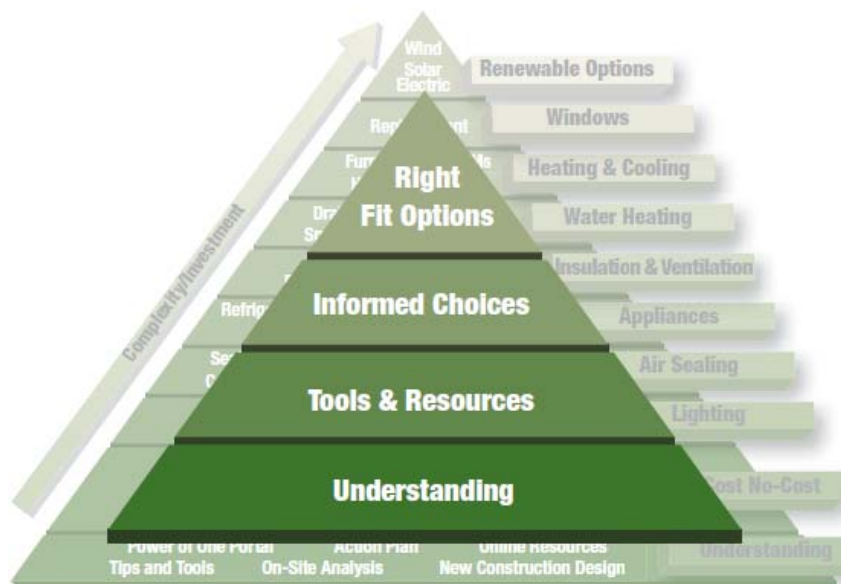 Wind
Solar
Electric
Renewable Options
Windows
Heating & Cooling
Water Heating
Insulation & Ventilation
Appliances
Air Sealing
Lighting
Cost No-Cost
Understanding
Complexity/Investment
Right
Fit Options
Informed Choices
Tools & Resources
Understanding
Power of One Portal Action Plan Online Resources
Tips and Tools On-Site Analysis New Construction Design